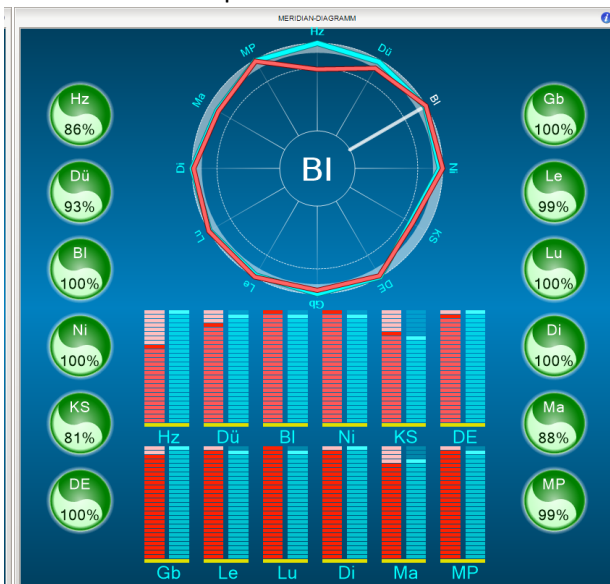 MERIDIAN-DIAGRAMM
Hz
Dü
Bl
Ni
KS
DE
Gb
Le
Lu
Di
Ma
MP
Bl
Hz
86%
Dü
93%
Bl
100%
Ni
100%
KS
81%
DE
100%
Gb
100%
Le
99%
Lu
100%
Di
100%
Ma
88%
MP
99%
Hz Dü Bl Ni KS DE
Gb Le Lu Di Ma MP